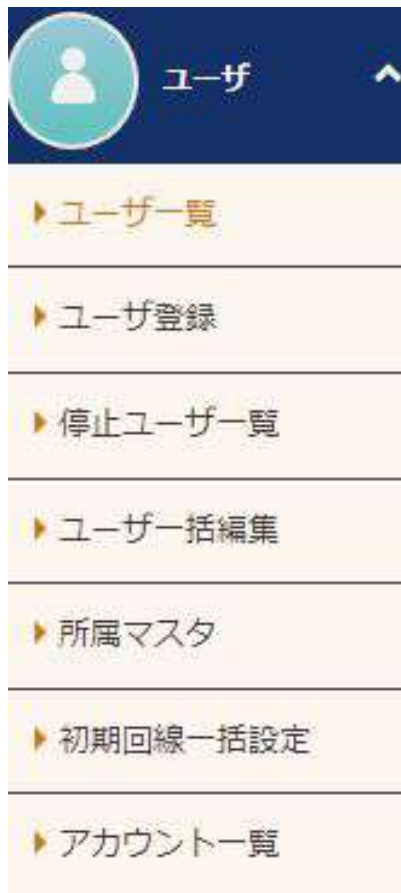 ユーザ
ユーザ一覧
ユーザ登録
停止ユーザ一覧
ユーザ一括編集
所属マスタ
初期回線一括設定
アカウント一覧